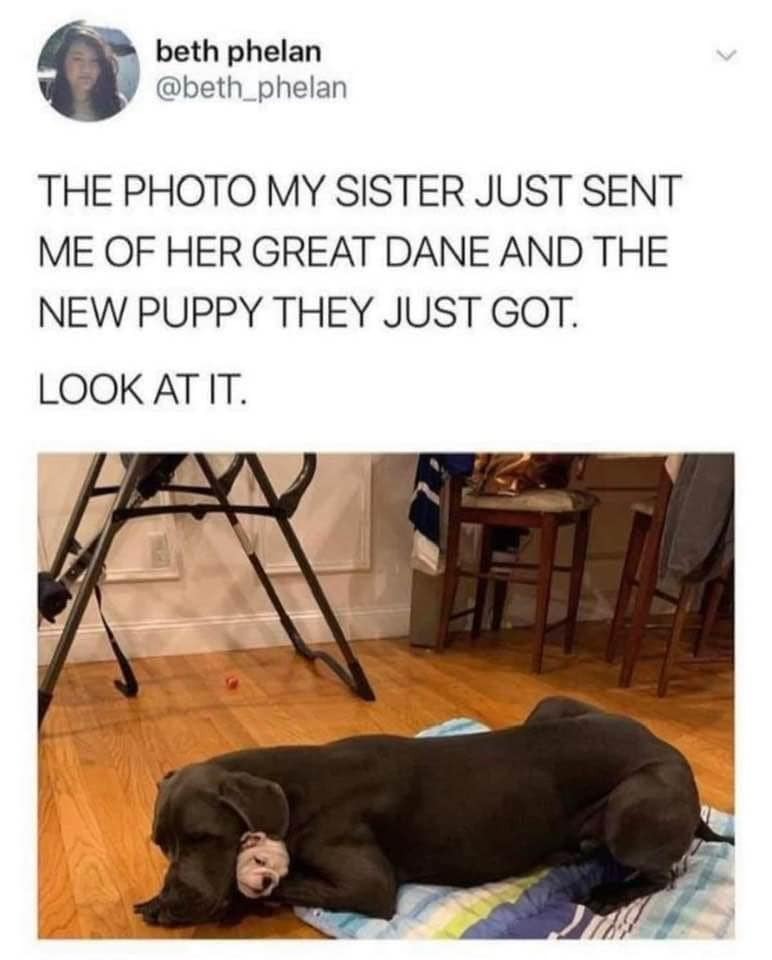 beth phelan
@beth_phelan
THE PHOTO MY SISTER JUST SENT
ME OF HER GREAT DANE AND THE
NEW PUPPY THEY JUST GOT.
LOOK AT IT.